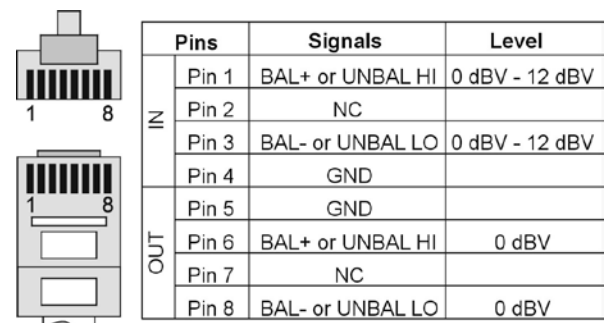 1 8
1 8
Pins Signals Level
IN
Pin 1 BAL+ or UNBAL HI 0 dBV - 12 dBV
Pin 2 NC
Pin 3 BAL- or UNBAL LO 0 dBV - 12 dBV
Pin 4 GND
OUT
Pin 5 GND
Pin 6 BAL+ or UNBAL HI 0 dBV
Pin 7 NC
Pin 8 BAL- or UNBAL LO 0 dBV